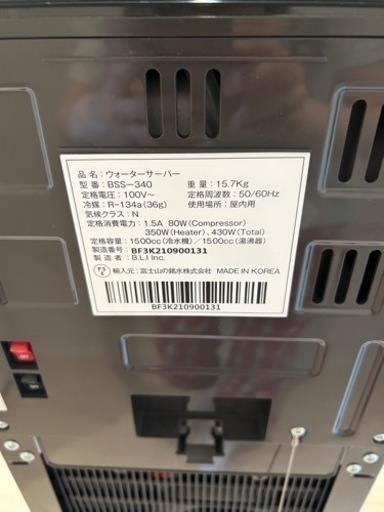 品 名：ウォーターサーバー
型 番：BSS－340 重 量：15.7Kg
定格電圧：100V～ 定格周波数：50/60Hz
冷媒：R-134a(36g) 使用場所：屋内用
気候クラス：N
定格消費電力：1.5A 80W(Compressor)
350W(Heater)、430W(Total)
定格容量：1500cc(冷水機)／1500cc(湯沸器)
製造番号：BF3K210900131
製造者：B.L.I Inc.
輸入元：富士山の銘水株式会社 MADE IN KOREA
BF3K210900131